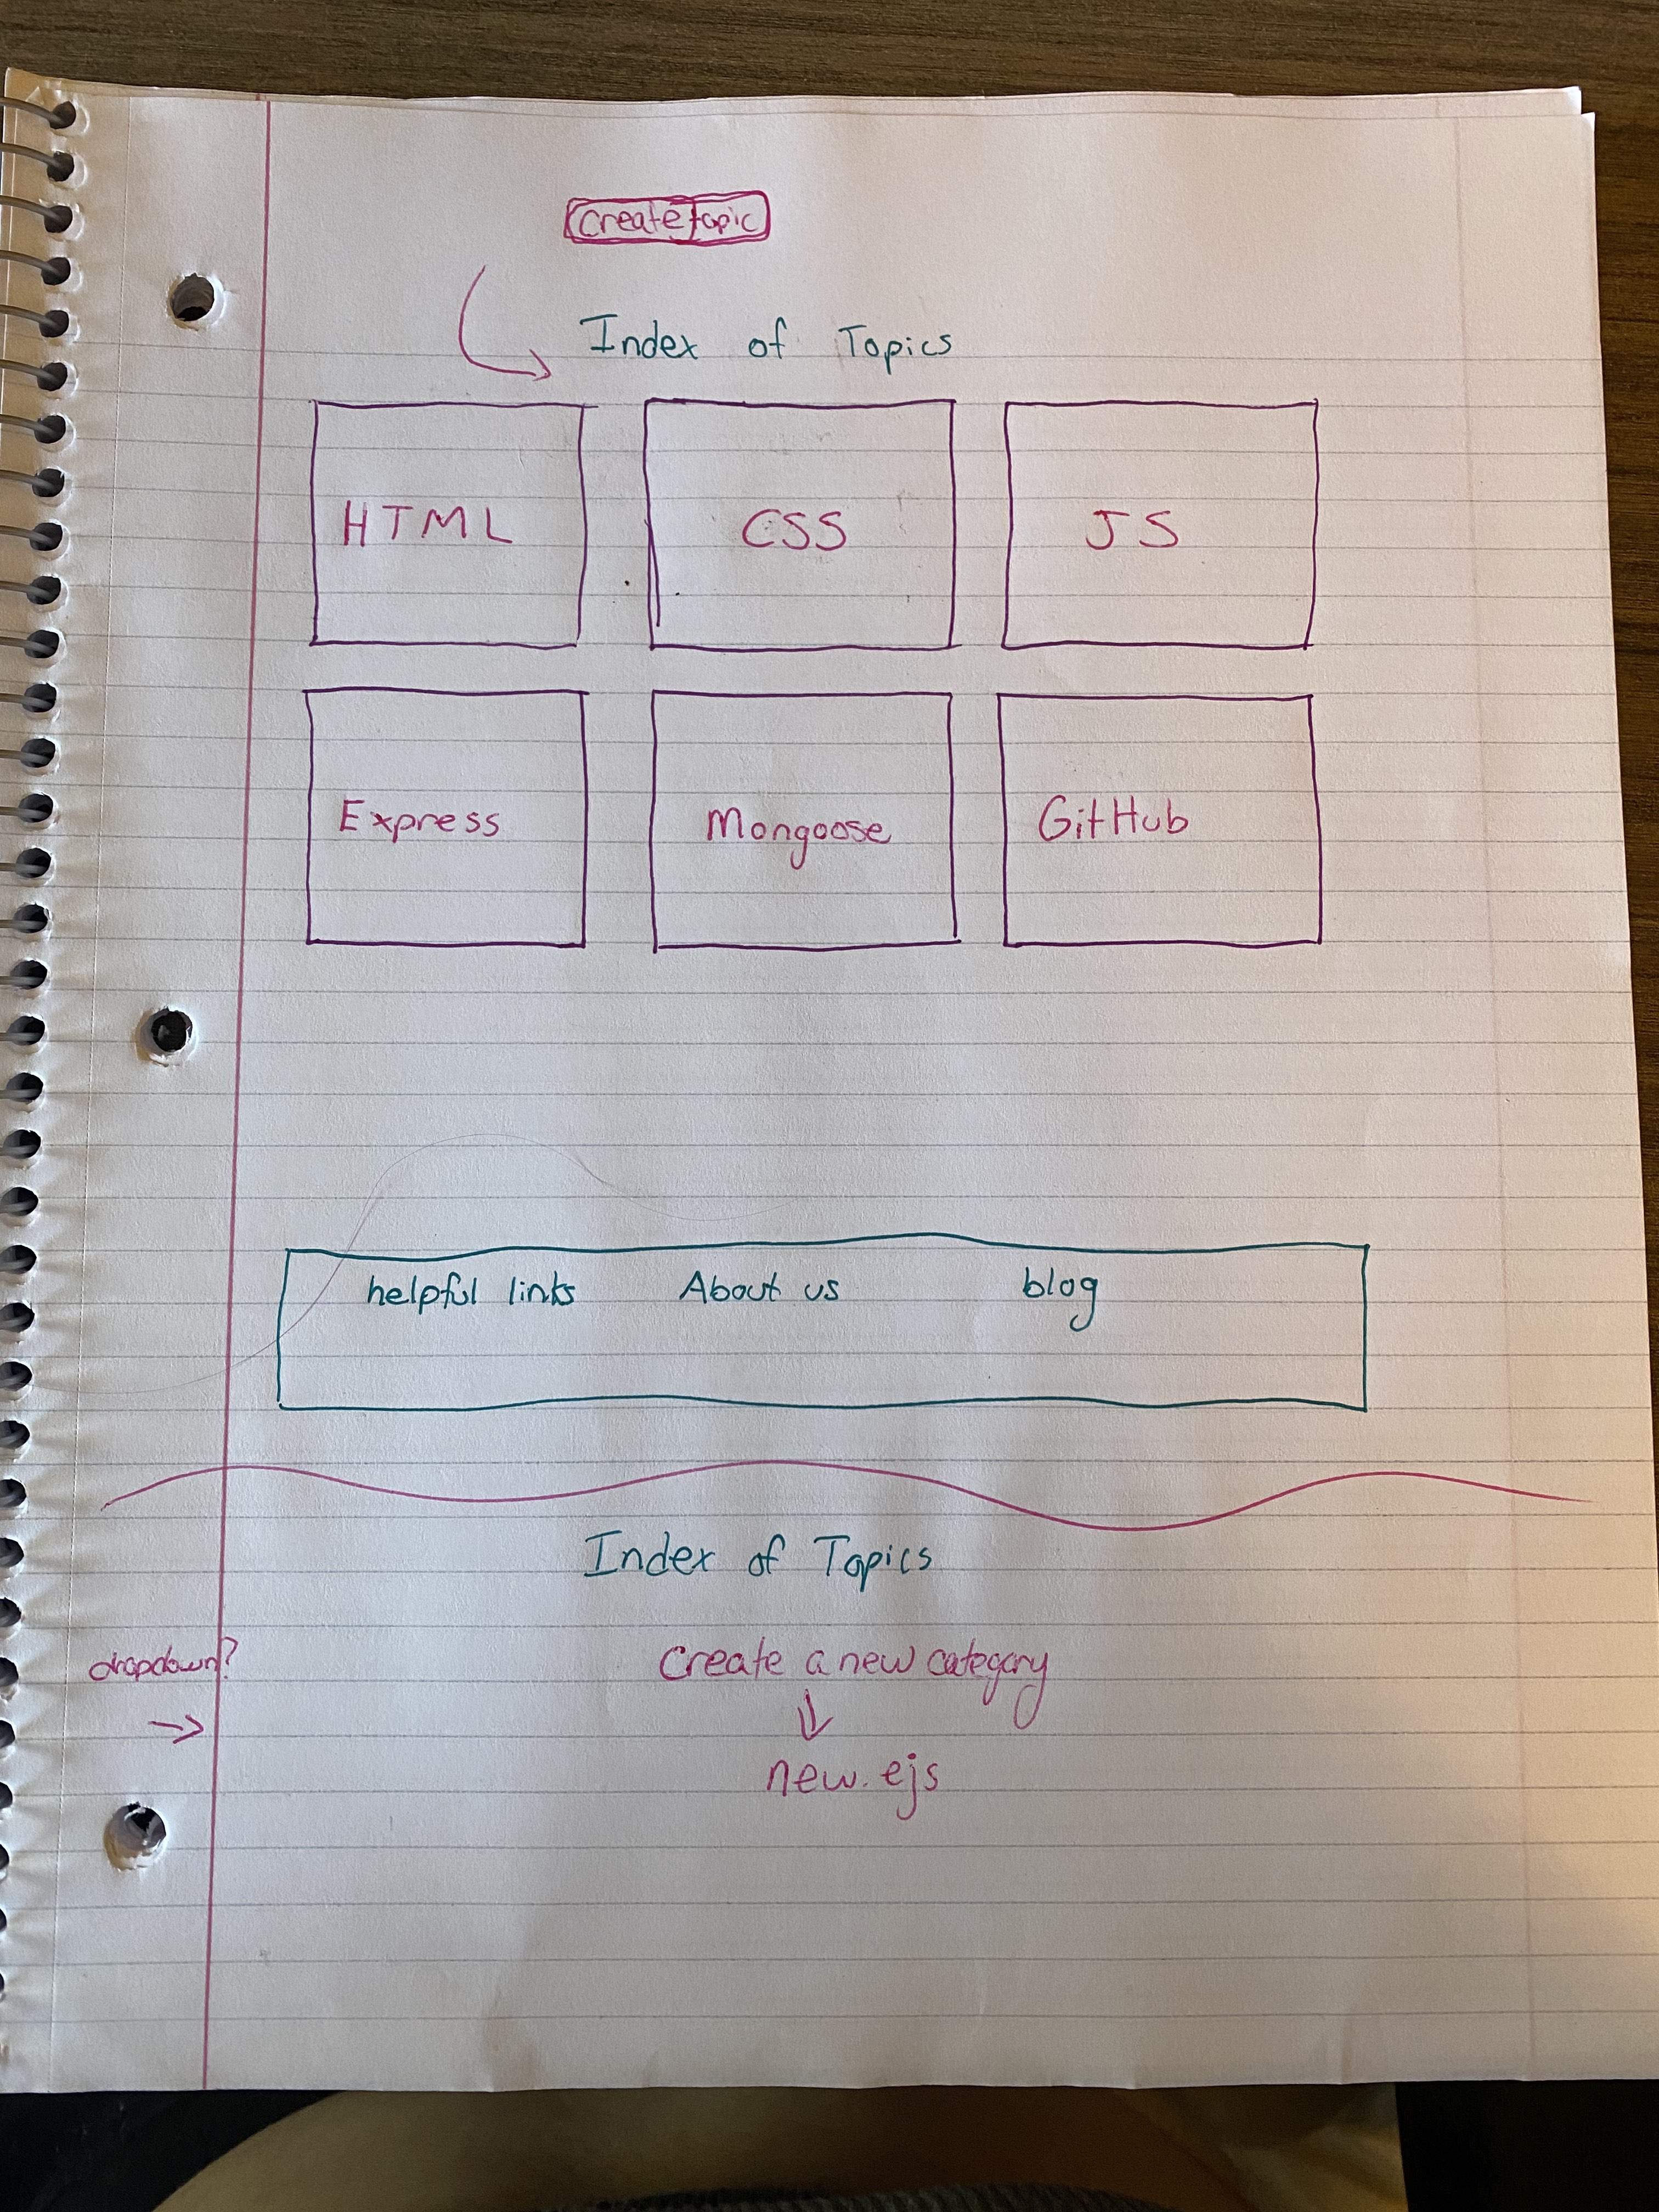 create topic
Index of Topics
HTML CSS JS
Express Mongoose GitHub
helpful links About us blog
Index of Topics
dropdown? Create a new category
new.ejs